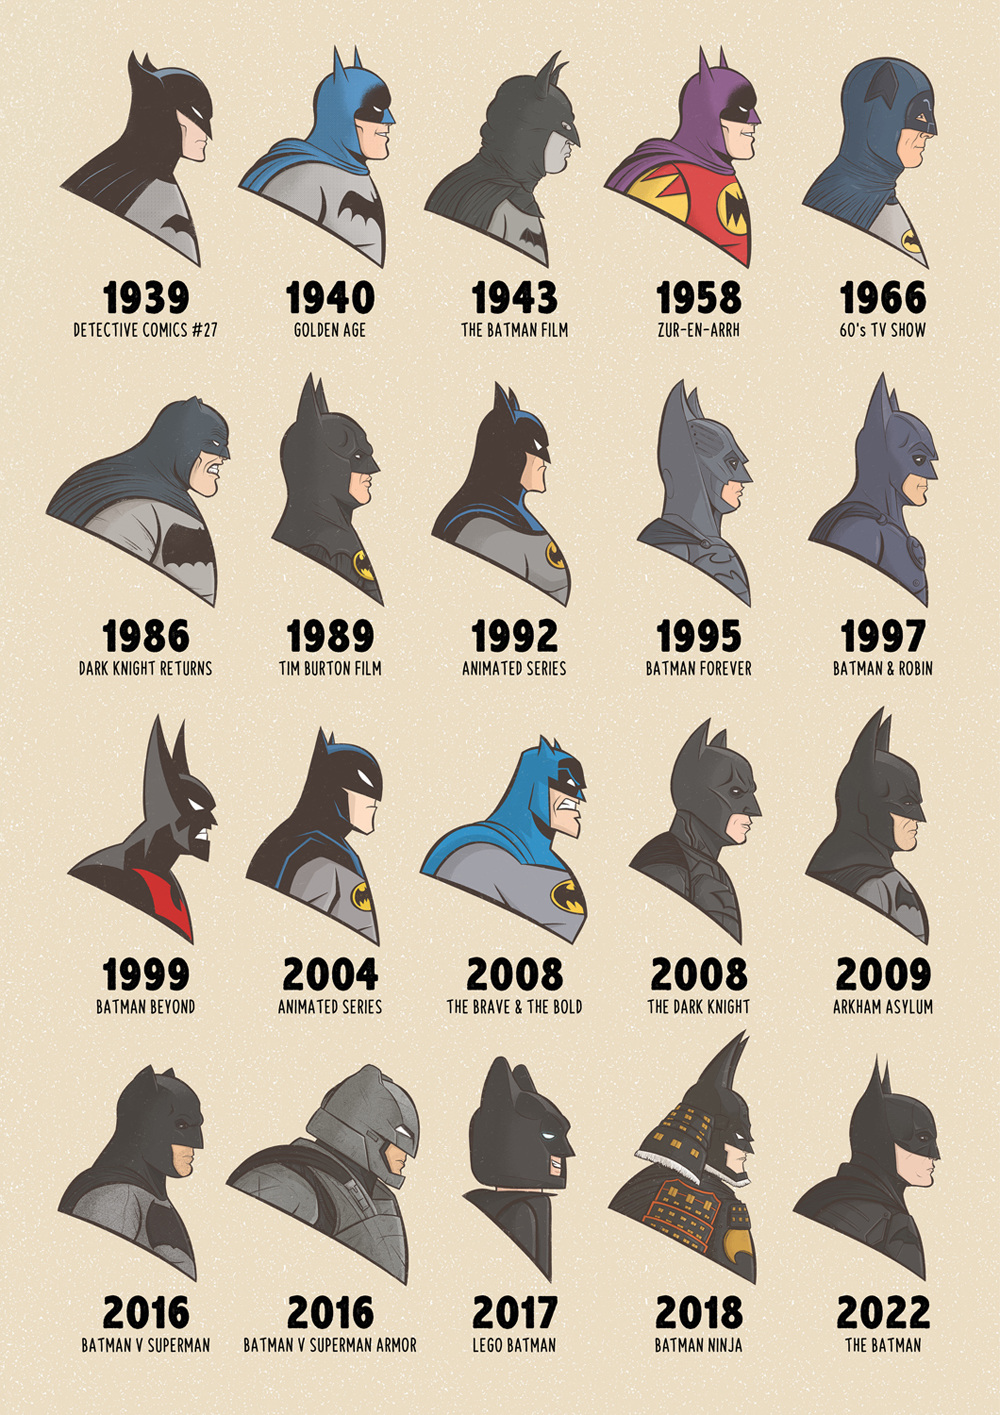 1939
DETECTIVE COMICS #27
1940
GOLDEN AGE
1943
THE BATMAN FILM
1958
ZUR-EN-ARRH
1966
60's TV SHOW
1986
DARK KNIGHT RETURNS
1989
TIM BURTON FILM
1992
ANIMATED SERIES
1995
BATMAN FOREVER
1997
BATMAN & ROBIN
1999
BATMAN BEYOND
2004
ANIMATED SERIES
2008
THE BRAVE & THE BOLD
2008
THE DARK KNIGHT
2009
ARKHAM ASYLUM
2016
BATMAN V SUPERMAN
2016
BATMAN V SUPERMAN ARMOR
2017
LEGO BATMAN
2018
BATMAN NINJA
2022
THE BATMAN